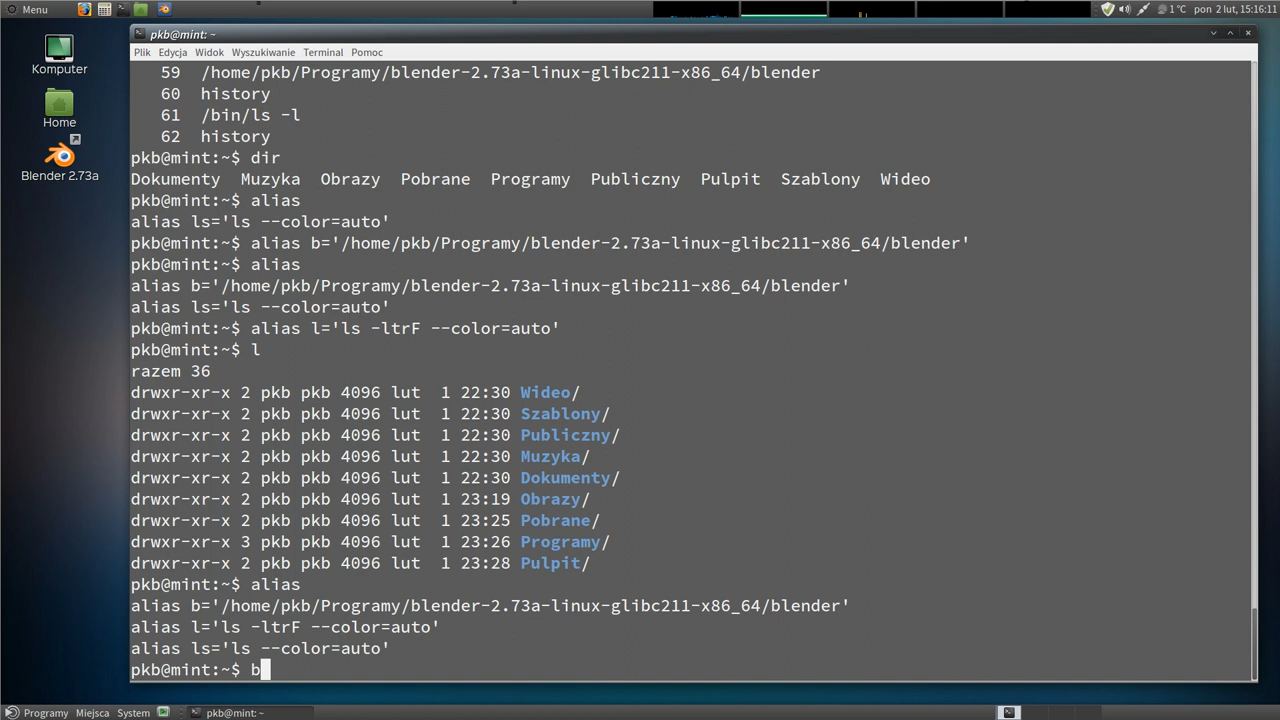 Menu
1 °C pon 2 lut, 15:16:11
pkb@mint: ~
Plik Edycja Widok Wyszukiwanie Terminal Pomoc
Komputer
Home
Blender 2.73a
59 /home/pkb/Programy/blender-2.73a-linux-glibc211-x86_64/blender
60 history
61 /bin/ls -l
62 history
pkb@mint:~$ dir
Dokumenty Muzyka Obrazy Pobrane Programy Publiczny Pulpit Szablony Wideo
pkb@mint:~$ alias
alias ls='ls --color=auto'
pkb@mint:~$ alias b='/home/pkb/Programy/blender-2.73a-linux-glibc211-x86_64/blender'
pkb@mint:~$ alias
alias b='/home/pkb/Programy/blender-2.73a-linux-glibc211-x86_64/blender'
alias ls='ls --color=auto'
pkb@mint:~$ alias l='ls -ltrF --color=auto'
pkb@mint:~$ l
razem 36
drwxr-xr-x 2 pkb pkb 4096 lut  1 22:30 Wideo/
drwxr-xr-x 2 pkb pkb 4096 lut  1 22:30 Szablony/
drwxr-xr-x 2 pkb pkb 4096 lut  1 22:30 Publiczny/
drwxr-xr-x 2 pkb pkb 4096 lut  1 22:30 Muzyka/
drwxr-xr-x 2 pkb pkb 4096 lut  1 22:30 Dokumenty/
drwxr-xr-x 2 pkb pkb 4096 lut  1 23:19 Obrazy/
drwxr-xr-x 2 pkb pkb 4096 lut  1 23:25 Pobrane/
drwxr-xr-x 3 pkb pkb 4096 lut  1 23:26 Programy/
drwxr-xr-x 2 pkb pkb 4096 lut  1 23:28 Pulpit/
pkb@mint:~$ alias
alias b='/home/pkb/Programy/blender-2.73a-linux-glibc211-x86_64/blender'
alias l='ls -ltrF --color=auto'
alias ls='ls --color=auto'
pkb@mint:~$ b
Programy Miejsca System pkb@mint: ~